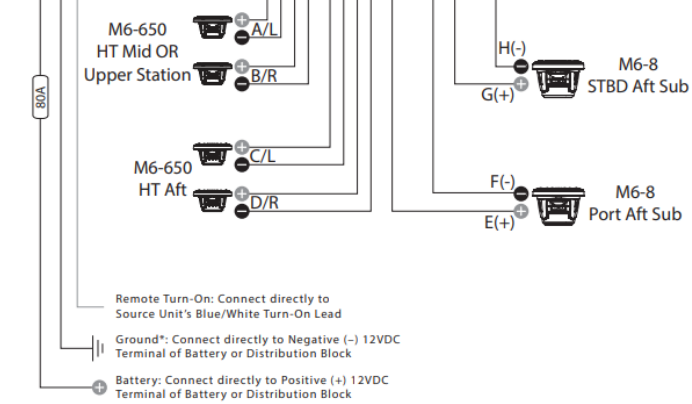 M6-650
HT Mid OR
Upper Station
A/L
B/R
H(-)
G(+)
M6-8
STBD Aft Sub
80A
M6-650
HT Aft
C/L
D/R
F(-)
E(+)
M6-8
Port Aft Sub
Remote Turn-On: Connect directly to
Source Unit's Blue/White Turn-On Lead
Ground*: Connect directly to Negative (–) 12VDC
Terminal of Battery or Distribution Block
Battery: Connect directly to Positive (+) 12VDC
Terminal of Battery or Distribution Block